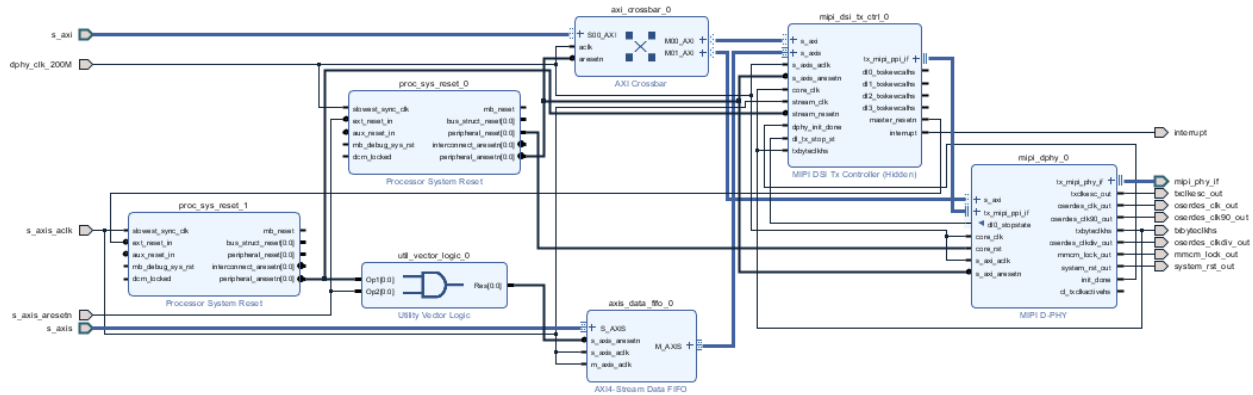 axi_crossbar_0
mipi_dsi_tx_ctrl_0
s_axi
S00_AXI
aclk
aresetn
M00_AXI
M01_AXI
AXI Crossbar
s_axi
s_axis
s_axis_aclk
s_axis_aresetn
core_clk
stream_clk
stream_resetn
dphy_init_done
dl_tx_stop_st
txbyteclkhs
tx_mipi_ppi_if
dl0_txskewcalhs
dl1_txskewcalhs
dl2_txskewcalhs
dl3_txskewcalhs
master_resetn
interrupt
MIPI DSI Tx Controller (Hidden)
interrupt
dphy_clk_200M
proc_sys_reset_0
slowest_sync_clk
ext_reset_in
aux_reset_in
mb_debug_sys_rst
dcm_locked
mb_reset
bus_struct_reset[0:0]
peripheral_reset[0:0]
interconnect_aresetn[0:0]
peripheral_aresetn[0:0]
Processor System Reset
mipi_dphy_0
s_axi
tx_mipi_ppi_if
dl0_stopstate
core_clk
core_rst
s_axi_aclk
s_axi_aresetn
tx_mipi_phy_if
txclkesc_out
oserdes_clk_out
oserdes_clk90_out
txbyteclkhs
oserdes_clkdiv_out
mmcm_lock_out
system_rst_out
init_done
cl_txclkactivehs
MIPI D-PHY
mipi_phy_if
txclkesc_out
oserdes_clk_out
oserdes_clk90_out
txbyteclkhs
oserdes_clkdiv_out
mmcm_lock_out
system_rst_out
proc_sys_reset_1
s_axis_aclk
slowest_sync_clk
ext_reset_in
aux_reset_in
mb_debug_sys_rst
dcm_locked
mb_reset
bus_struct_reset[0:0]
peripheral_reset[0:0]
interconnect_aresetn[0:0]
peripheral_aresetn[0:0]
Processor System Reset
util_vector_logic_0
Op1[0:0]
Op2[0:0]
Res[0:0]
Utility Vector Logic
s_axis_aresetn
s_axis
axis_data_fifo_0
S_AXIS
s_axis_aresetn
s_axis_aclk
m_axis_aclk
M_AXIS
AXI4-Stream Data FIFO